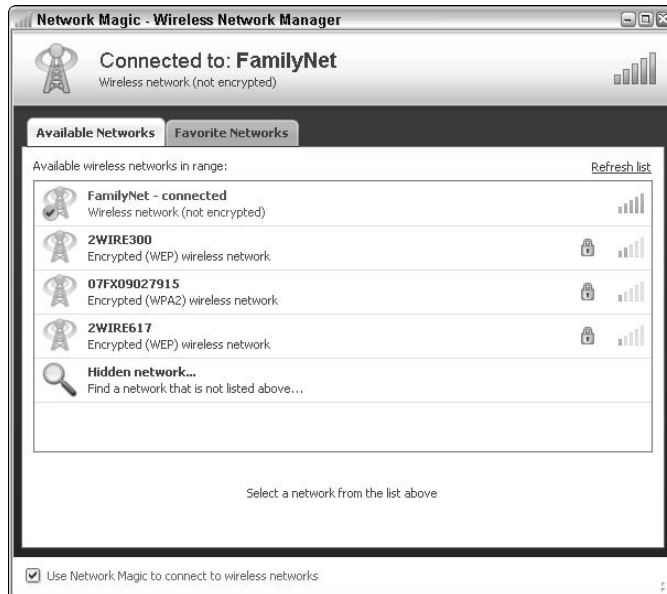 Network Magic - Wireless Network Manager
Connected to: FamilyNet
Wireless network (not encrypted)
Available Networks
Favorite Networks
Available wireless networks in range:
Refresh list
FamilyNet - connected
Wireless network (not encrypted)
2WIRE300
Encrypted (WEP) wireless network
07FX09027915
Encrypted (WPA2) wireless network
2WIRE617
Encrypted (WEP) wireless network
Hidden network...
Find a network that is not listed above...
Select a network from the list above
Use Network Magic to connect to wireless networks